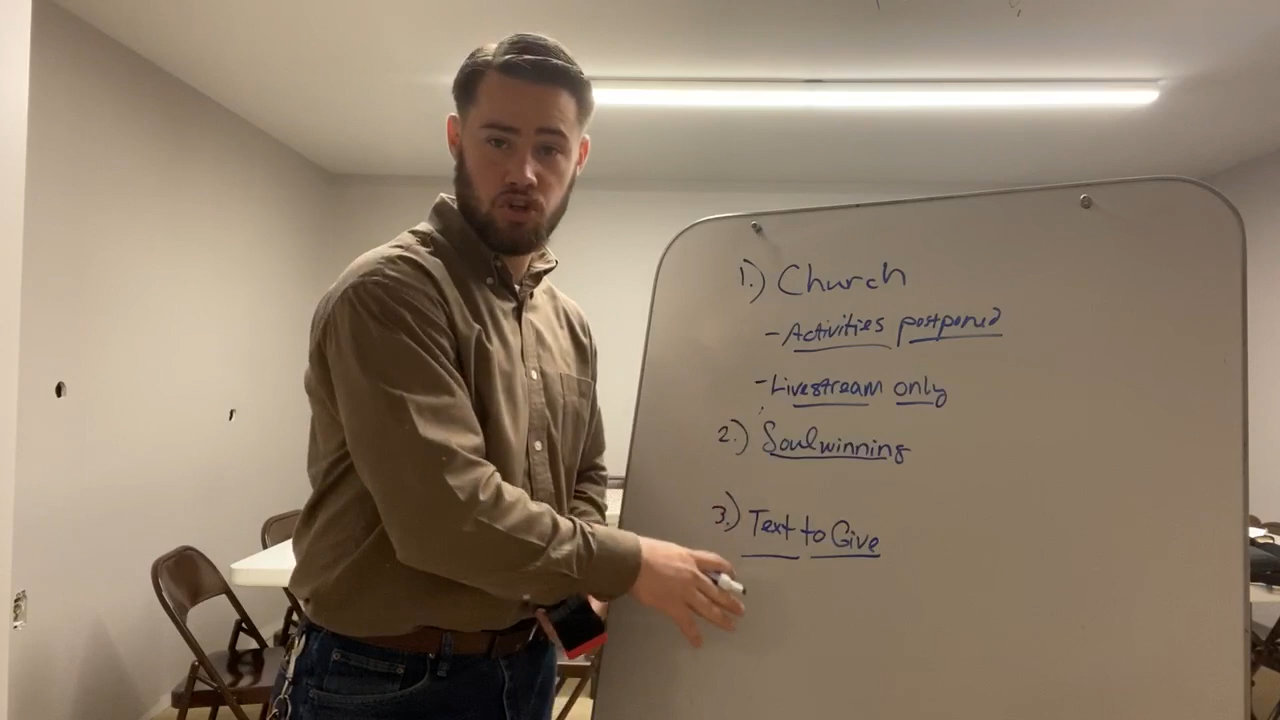 1.) Church
- Activities postponed
- Livestream only
2.) Soulwinning
3.) Text to Give